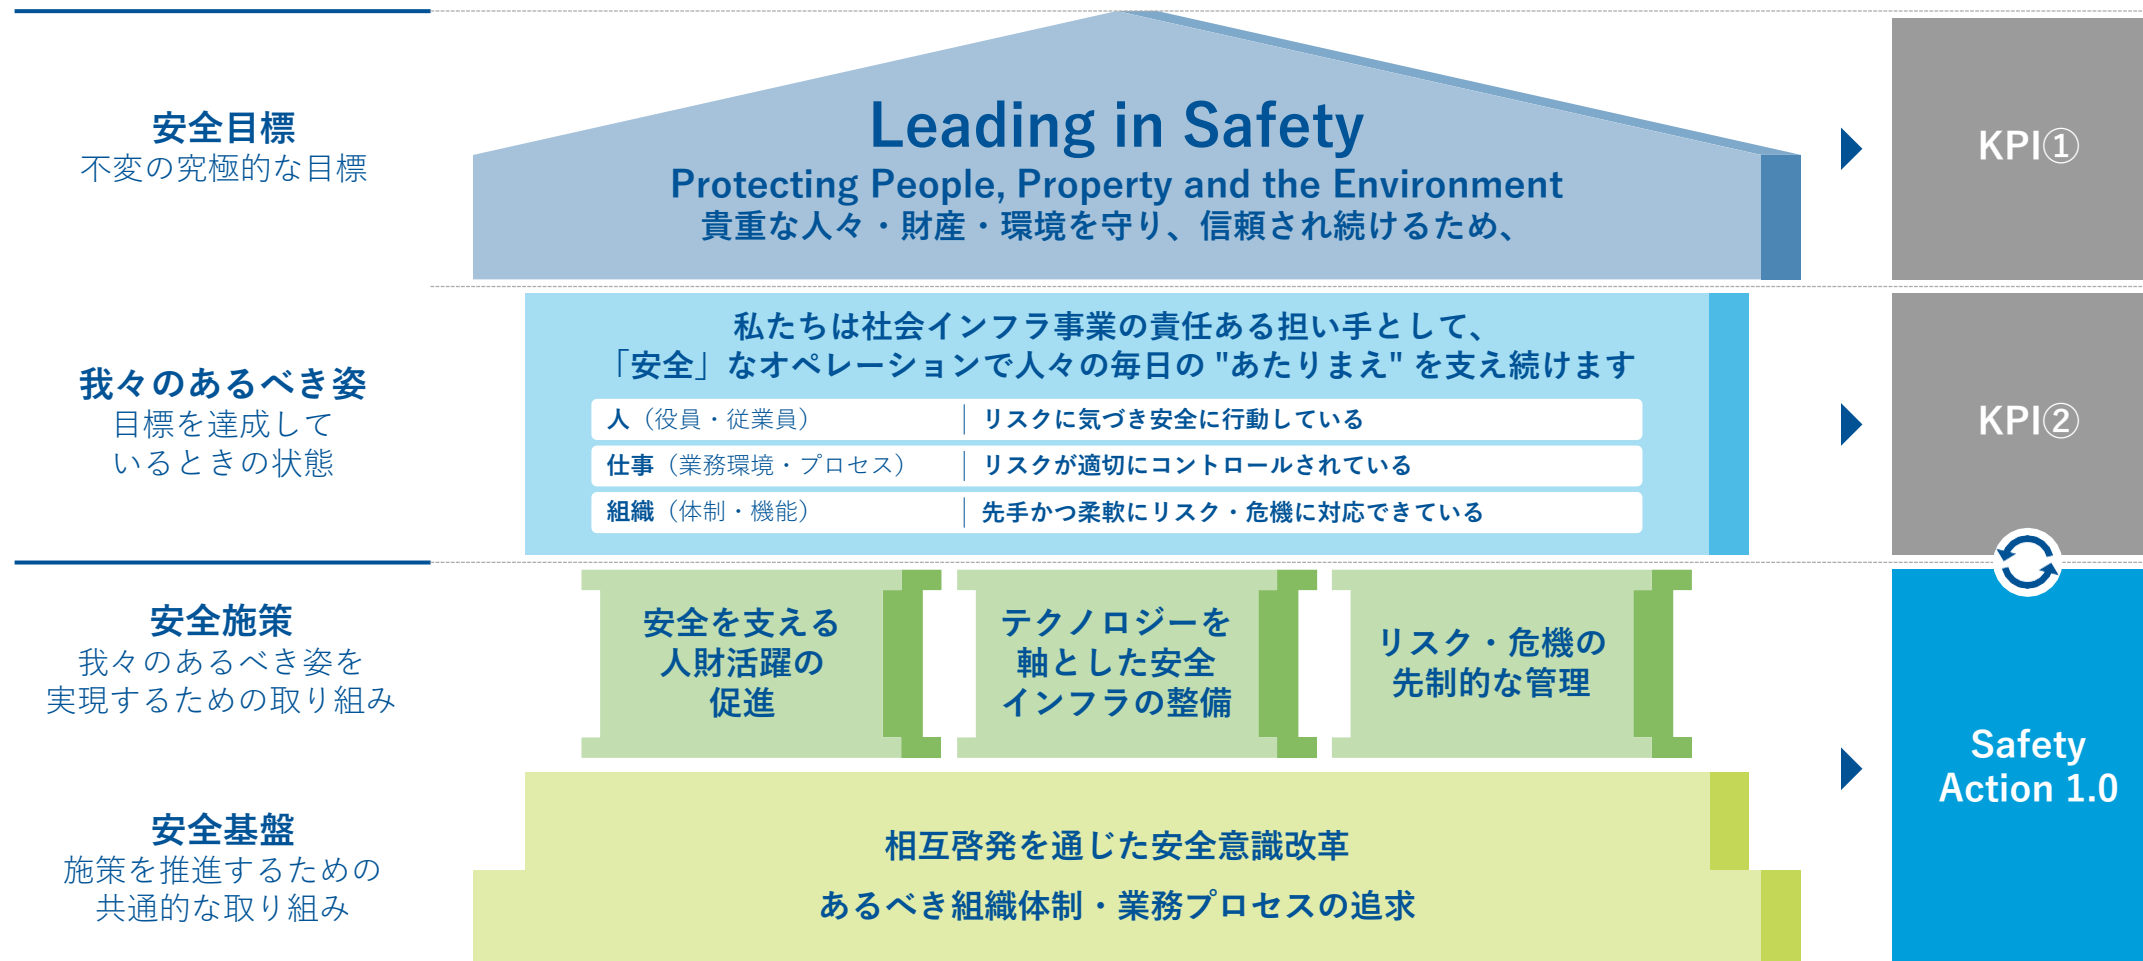 安全目標
不変の究極的な目標
Leading in Safety
Protecting People, Property and the Environment
貴重な人々・財産・環境を守り、信頼され続けるため、
KPI①
我々のあるべき姿
目標を達成して
いるときの状態
私たちは社会インフラ事業の責任ある担い手として、
「安全」なオペレーションで人々の毎日の "あたりまえ" を支え続けます
人（役員・従業員） | リスクに気づき安全に行動している
仕事（業務環境・プロセス） | リスクが適切にコントロールされている
組織（体制・機能） | 先手かつ柔軟にリスク・危機に対応できている
KPI②
安全施策
我々のあるべき姿を
実現するための取り組み
安全を支える
人財活躍の
促進
テクノロジーを
軸とした安全
インフラの整備
リスク・危機の
先制的な管理
安全基盤
施策を推進するための
共通的な取り組み
相互啓発を通じた安全意識改革
あるべき組織体制・業務プロセスの追求
Safety
Action 1.0